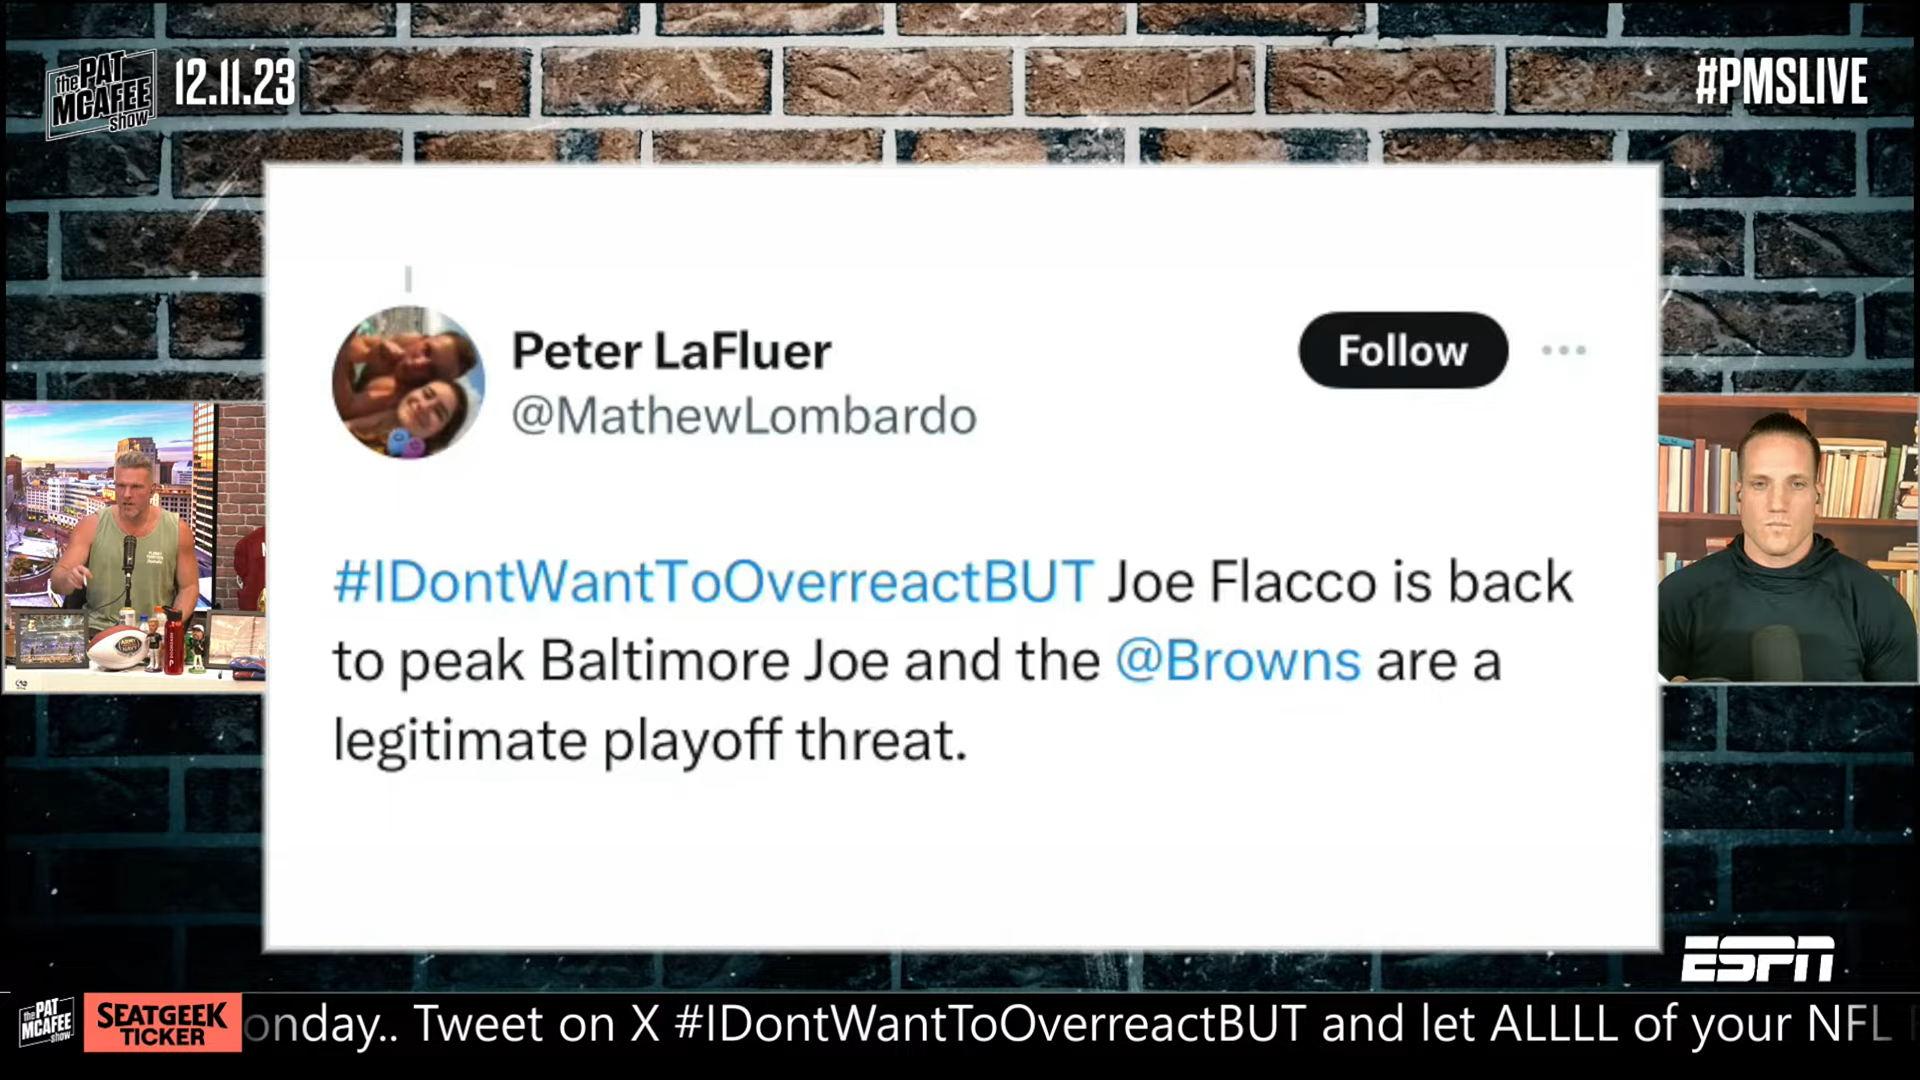 the PAT
MCAFEE
show
12.11.23
#PMSLIVE
Peter LaFluer
@MathewLombardo
Follow
#IDontWantToOverreactBUT Joe Flacco is back
to peak Baltimore Joe and the @Browns are a
legitimate playoff threat.
ESPN
the PAT
MCAFEE
show
SEATGEEK
TICKER
onday.. Tweet on X #IDontWantToOverreactBUT and let ALLLL of your NFL